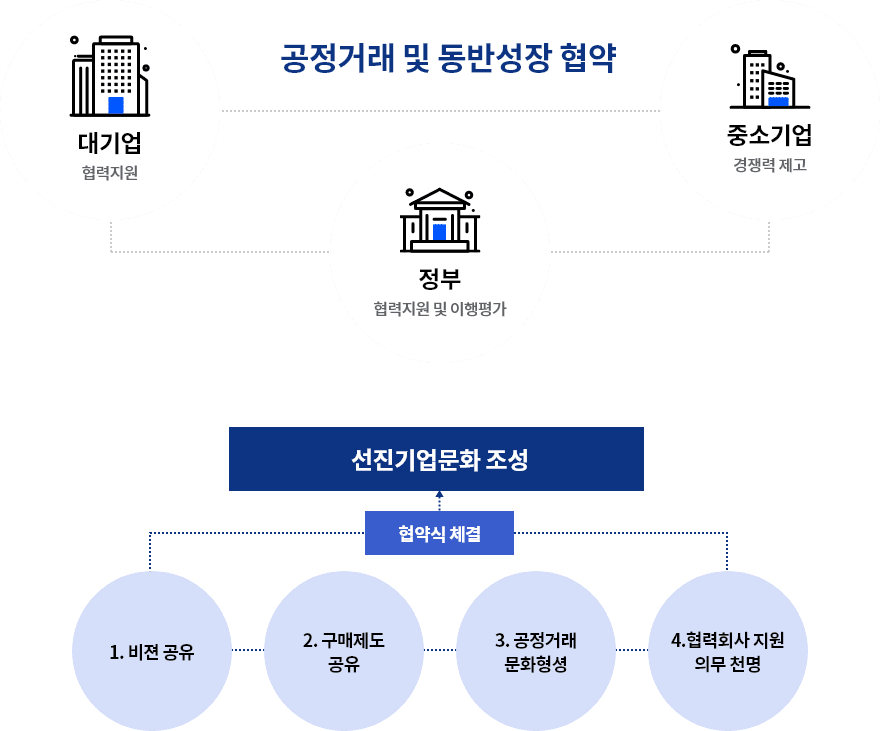 공정거래 및 동반성장 협약
대기업
협력지원
중소기업
경쟁력 제고
정부
협력지원 및 이행평가
선진기업문화 조성
협약식 체결
1. 비젼 공유
2. 구매제도
공유
3. 공정거래
문화형셩
4.협력회사 지원
의무 천명